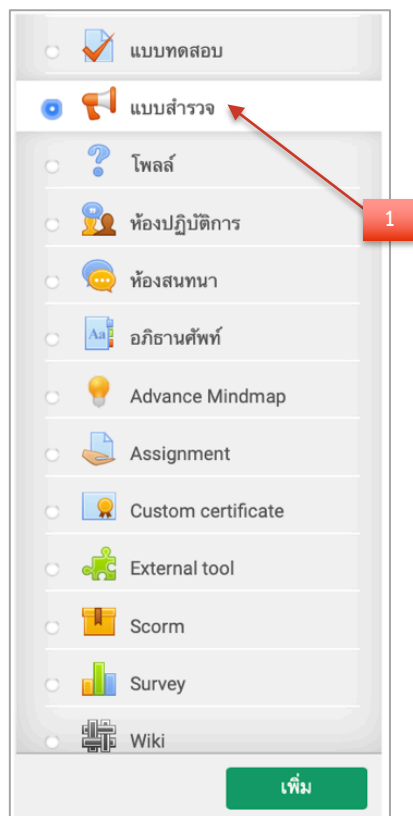 แบบทดสอบ
แบบสำรวจ
1
โพลล์
ห้องปฏิบัติการ
ห้องสนทนา
อภิธานศัพท์
Advance Mindmap
Assignment
Custom certificate
External tool
Scorm
Survey
Wiki
เพิ่ม